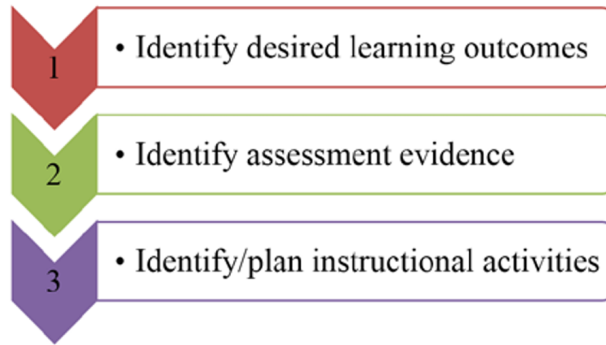 1
• Identify desired learning outcomes
2
• Identify assessment evidence
3
• Identify/plan instructional activities